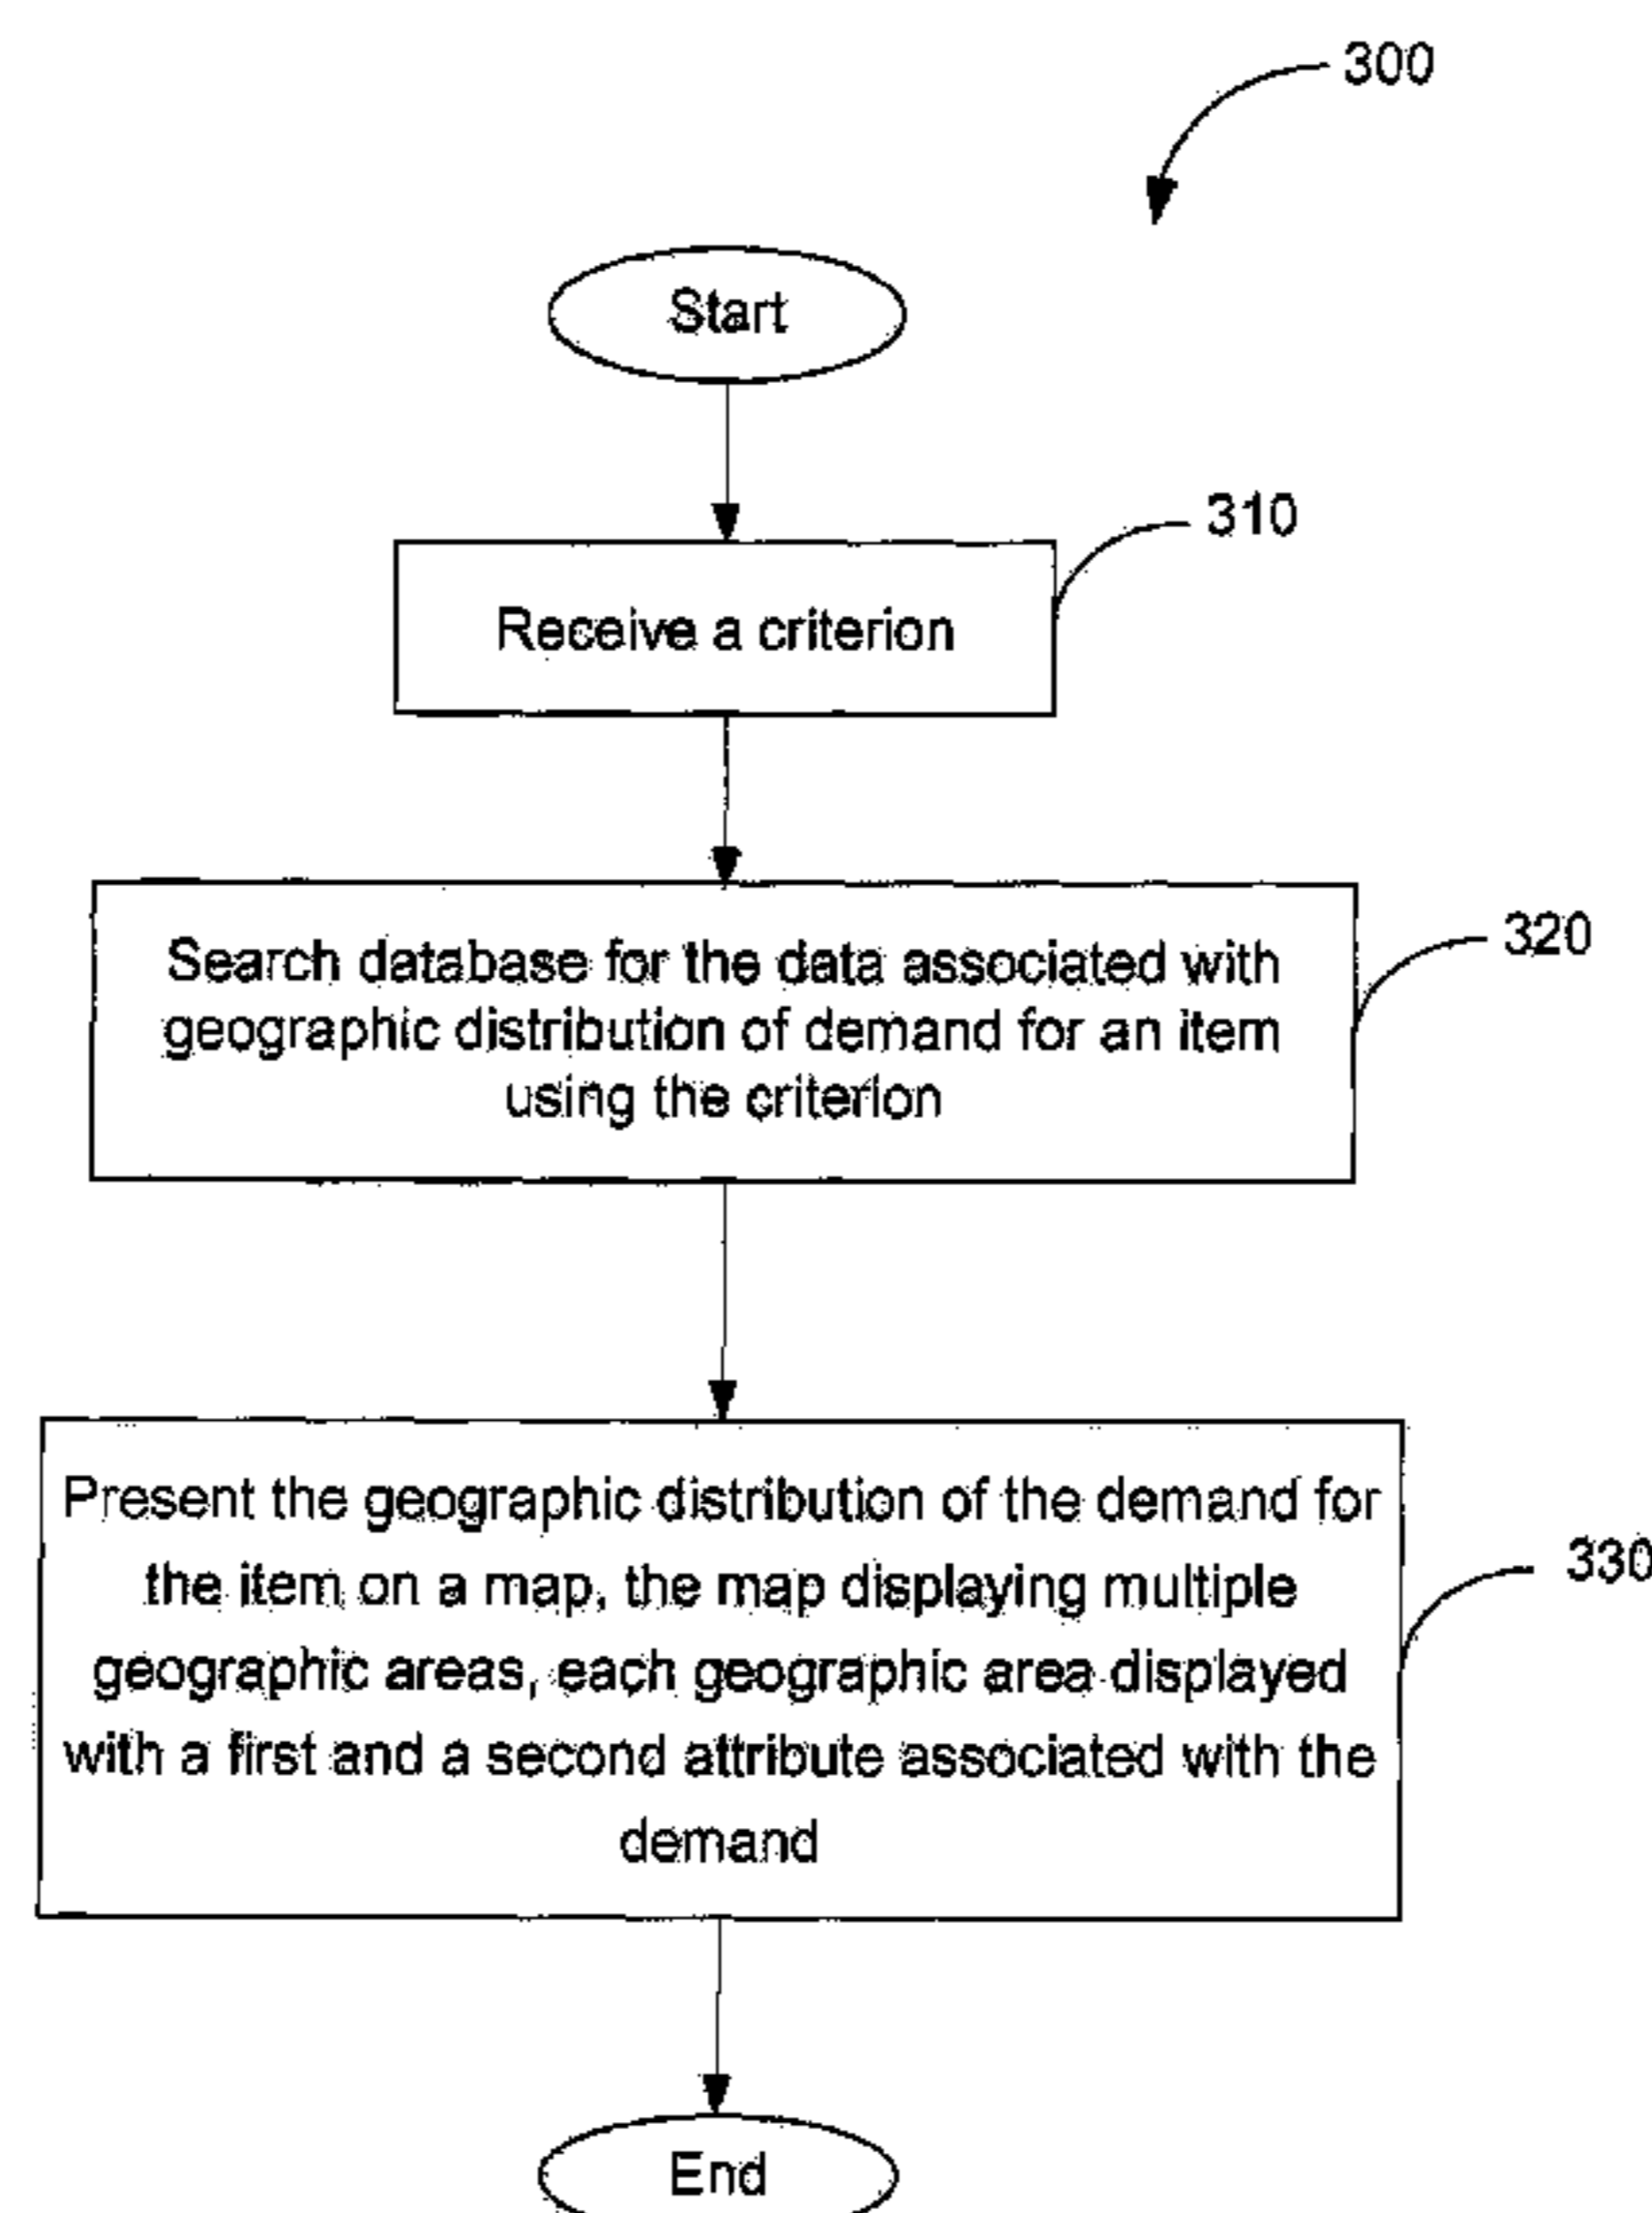 300
Start
310
Receive a criterion
320
Search database for the data associated with
geographic distribution of demand for an item
using the criterion
Present the geographic distribution of the demand for
the item on a map, the map displaying multiple
330
geographic areas, each geographic area displayed
with a first and a second attribute associated with the
demand
End